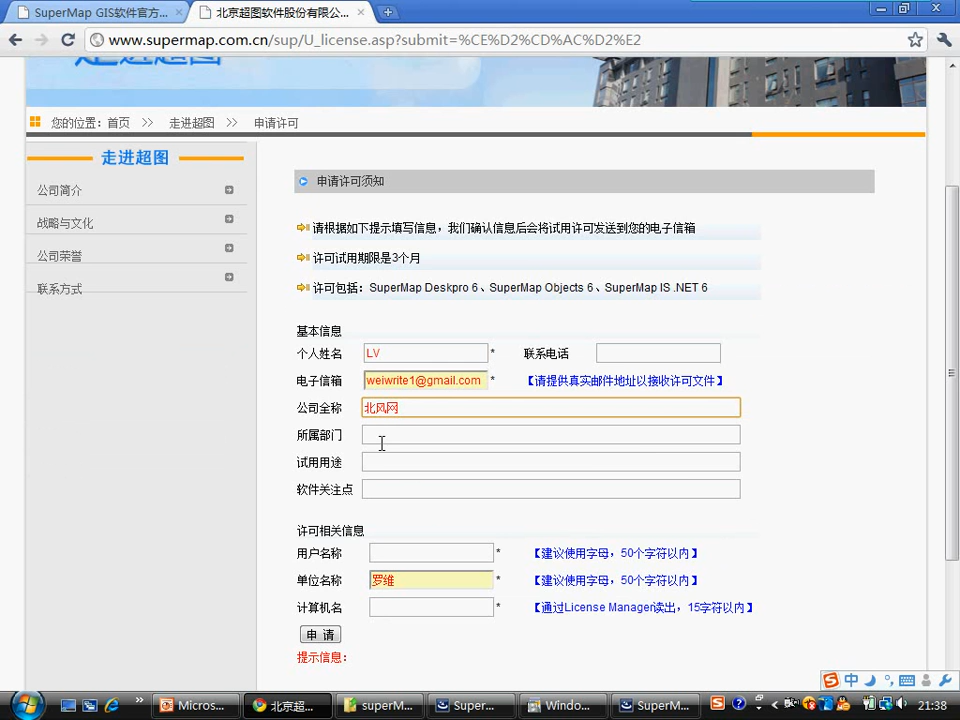 SuperMap GIS软件官方...
北京超图软件股份有限公...
www.supermap.com.cn/sup/U_license.asp?submit=%CE%D2%CD%AC%D2%E2
走进超图
您的位置：首页 >> 走进超图 >> 申请许可
走进超图
公司简介
战略与文化
公司荣誉
联系方式
申请许可须知
请根据如下提示填写信息，我们确认信息后会将试用许可发送到您的电子信箱
许可试用期限是3个月
许可包括：SuperMap Deskpro 6、SuperMap Objects 6、SuperMap IS .NET 6
基本信息
个人姓名 LV * 联系电话
电子信箱 weiwrite1@gmail.com * 【请提供真实邮件地址以接收许可文件】
公司全称 北风网
所属部门
试用用途
软件关注点
许可相关信息
用户名称 * 【建议使用字母，50个字符以内】
单位名称 罗维 * 【建议使用字母，50个字符以内】
计算机名 * 【通过License Manager读出，15字符以内】
申 请
提示信息：
中
Micros... 北京超... superM... Super... Windo... SuperM... 21:38